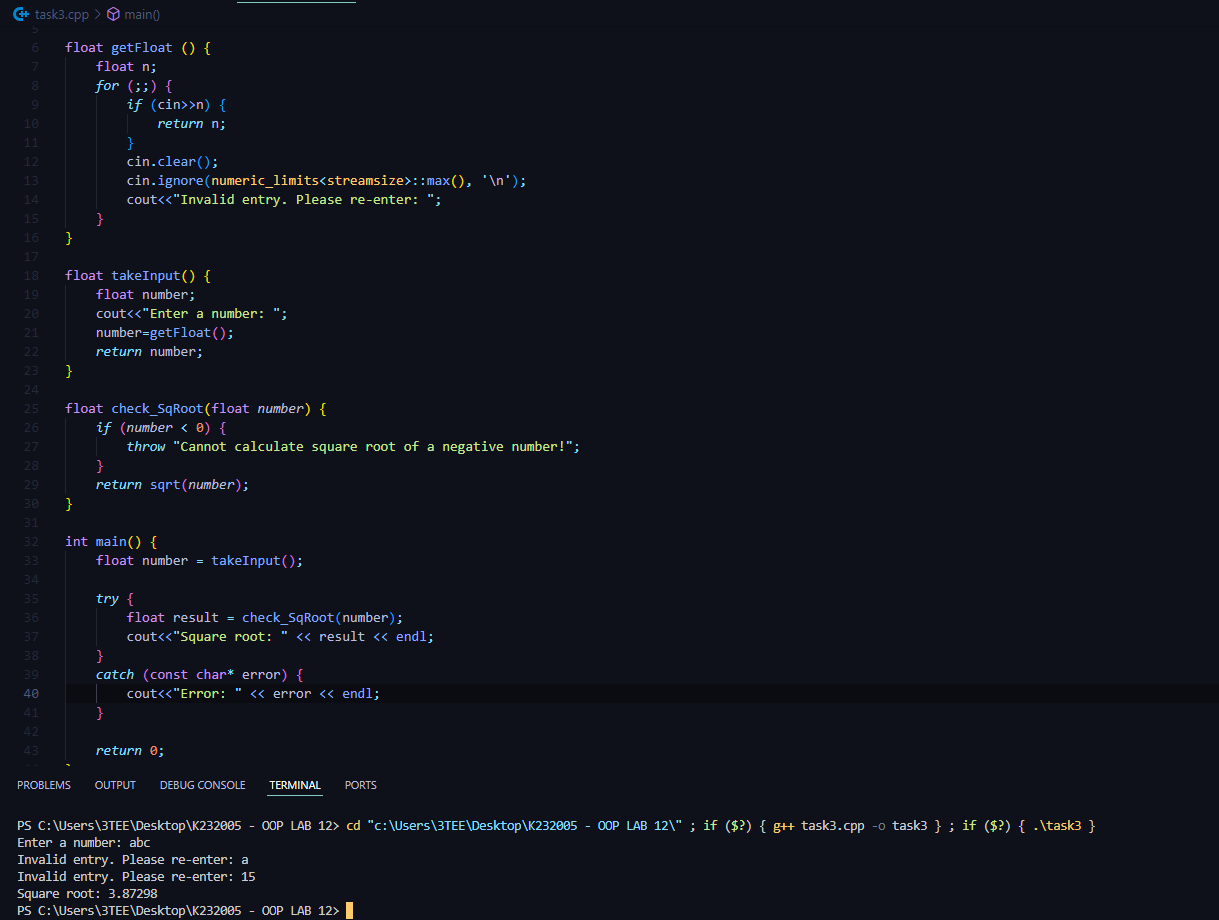 task3.cpp > main()
5
6 float getFloat () {
7     float n;
8     for (;;) {
9         if (cin>>n) {
10             return n;
11         }
12         cin.clear();
13         cin.ignore(numeric_limits<streamsize>::max(), '\n');
14         cout<<"Invalid entry. Please re-enter: ";
15     }
16 }
17
18 float takeInput() {
19     float number;
20     cout<<"Enter a number: ";
21     number=getFloat();
22     return number;
23 }
24
25 float check_SqRoot(float number) {
26     if (number < 0) {
27         throw "Cannot calculate square root of a negative number!";
28     }
29     return sqrt(number);
30 }
31
32 int main() {
33     float number = takeInput();
34
35     try {
36         float result = check_SqRoot(number);
37         cout<<"Square root: " << result << endl;
38     }
39     catch (const char* error) {
40         cout<<"Error: " << error << endl;
41     }
42
43     return 0;
PROBLEMS OUTPUT DEBUG CONSOLE TERMINAL PORTS
PS C:\Users\3TEE\Desktop\K232005 - OOP LAB 12> cd "c:\Users\3TEE\Desktop\K232005 - OOP LAB 12\" ; if ($?) { g++ task3.cpp -o task3 } ; if ($?) { .\task3 }
Enter a number: abc
Invalid entry. Please re-enter: a
Invalid entry. Please re-enter: 15
Square root: 3.87298
PS C:\Users\3TEE\Desktop\K232005 - OOP LAB 12>